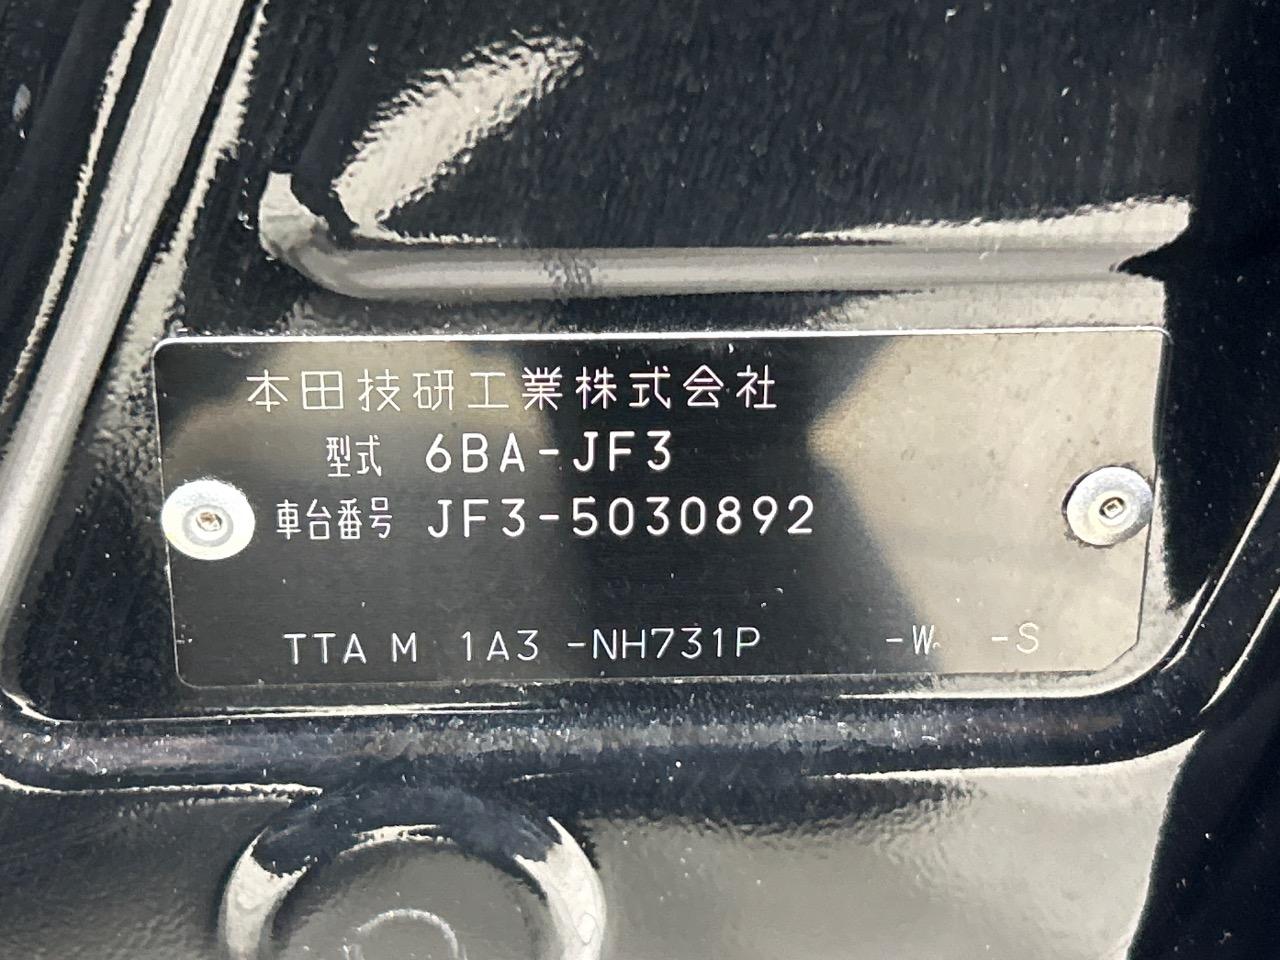 本田技研工業株式会社
型式 6BA-JF3
車台番号 JF3-5030892
TTA M 1A3 -NH731P -W -S